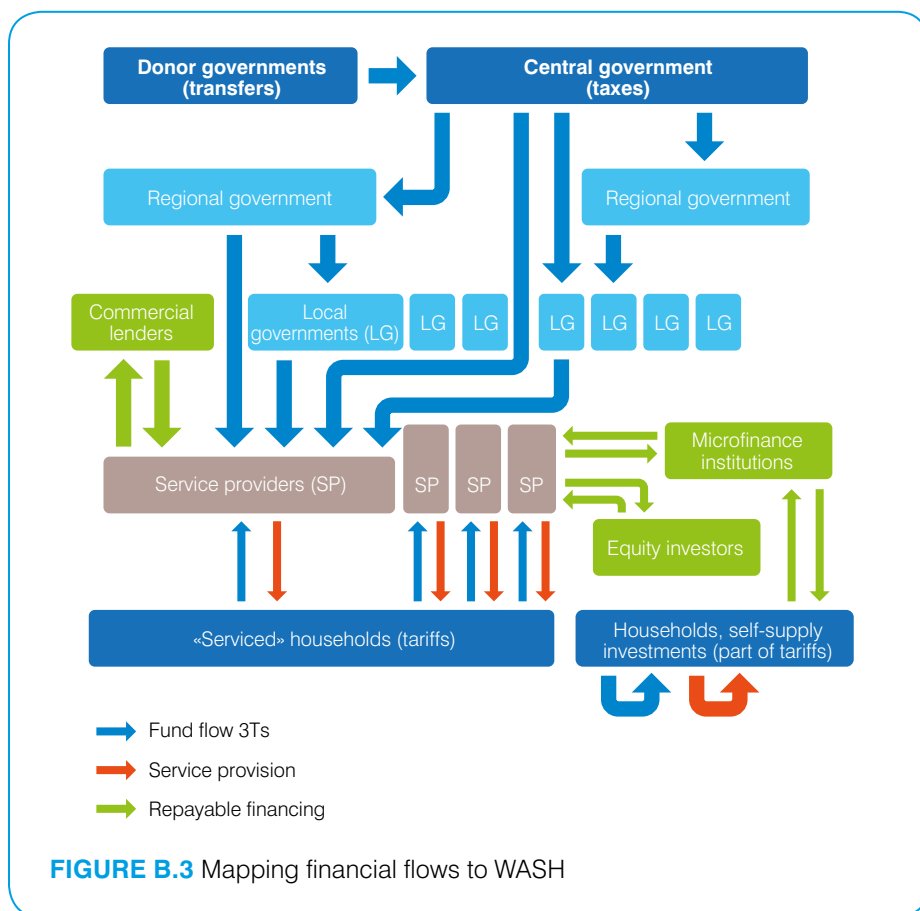 Donor governments
(transfers)
Central government
(taxes)
Regional government
Regional government
Commercial
lenders
Local
governments (LG)
LG
LG
LG
LG
LG
LG
Service providers (SP)
SP
SP
SP
Microfinance
institutions
Equity investors
«Serviced» households (tariffs)
Households, self-supply
investments (part of tariffs)
Fund flow 3Ts
Service provision
Repayable financing
FIGURE B.3 Mapping financial flows to WASH